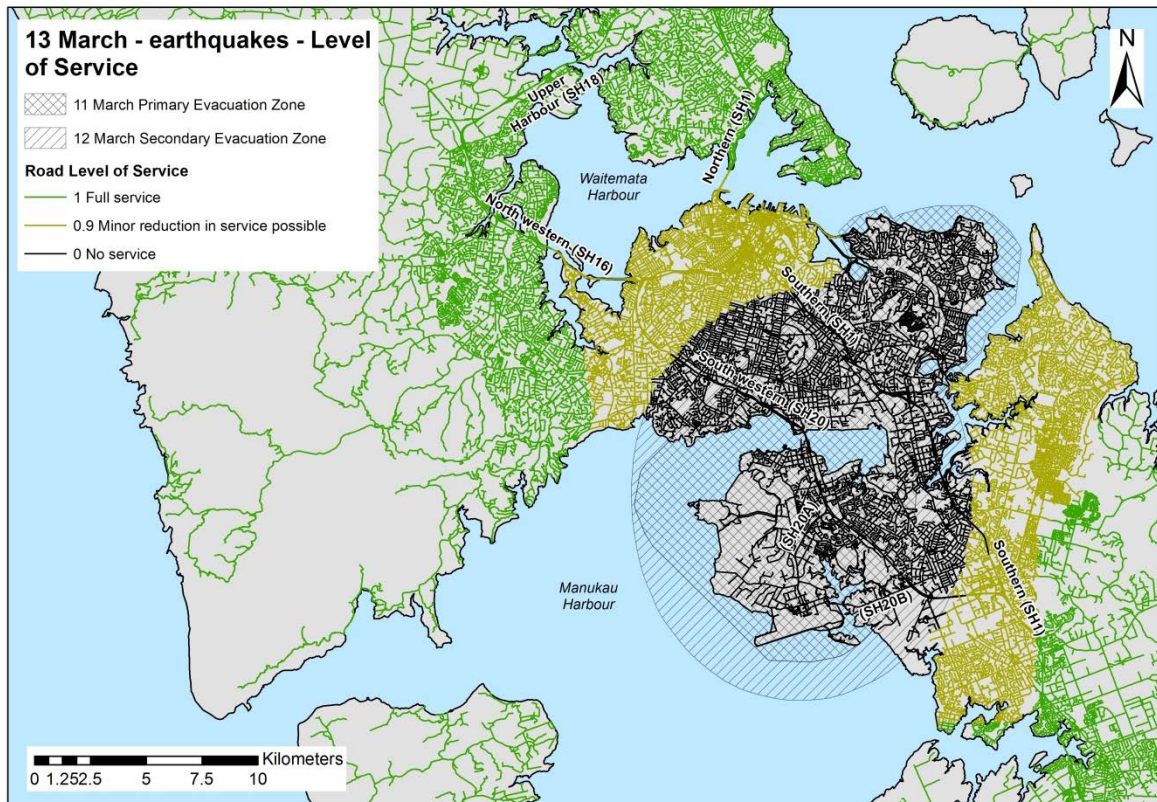 13 March - earthquakes - Level
of Service
11 March Primary Evacuation Zone
12 March Secondary Evacuation Zone
Road Level of Service
1 Full service
0.9 Minor reduction in service possible
0 No service
N
Upper
Harbour (SH18)
Northern (SH1)
Waitemata
Harbour
North western (SH16)
Southern (SH1)
South western (SH20)
(SH20A)
(SH20B)
Southern (SH1)
Manukau
Harbour
Kilometers
0 1.25 2.5 5 7.5 10